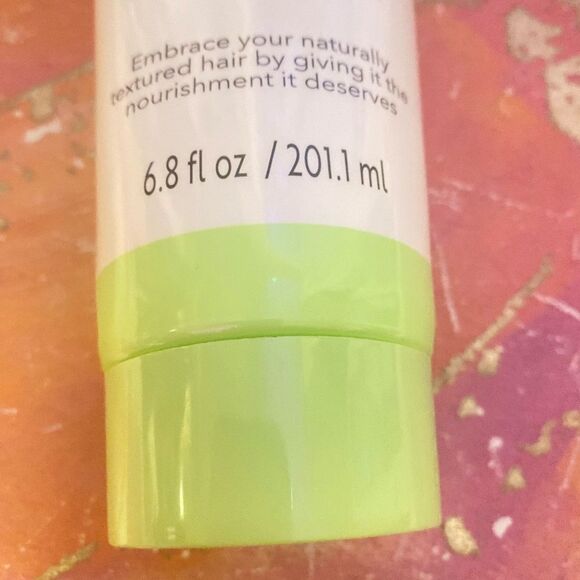 Embrace your naturally
textured hair by giving it the
nourishment it deserves
6.8 fl oz / 201.1 ml